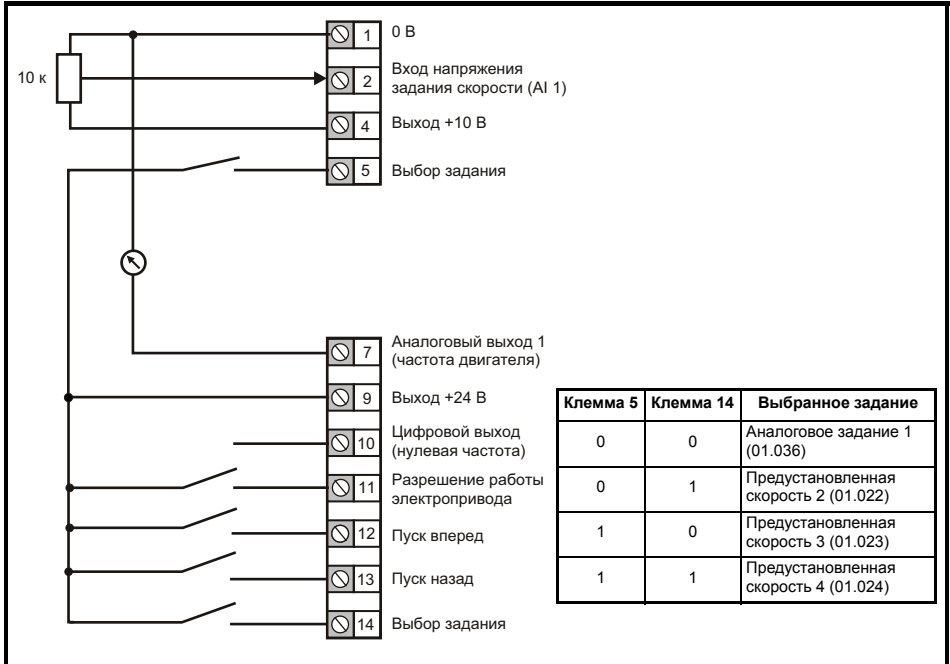 10 к
1 0 В
2 Вход напряжения
задания скорости (AI 1)
4 Выход +10 В
5 Выбор задания
7 Аналоговый выход 1
(частота двигателя)
9 Выход +24 В
10 Цифровой выход
(нулевая частота)
11 Разрешение работы
электропривода
12 Пуск вперед
13 Пуск назад
14 Выбор задания
Клемма 5 Клемма 14 Выбранное задание
0 0 Аналоговое задание 1
(01.036)
0 1 Предустановленная
скорость 2 (01.022)
1 0 Предустановленная
скорость 3 (01.023)
1 1 Предустановленная
скорость 4 (01.024)